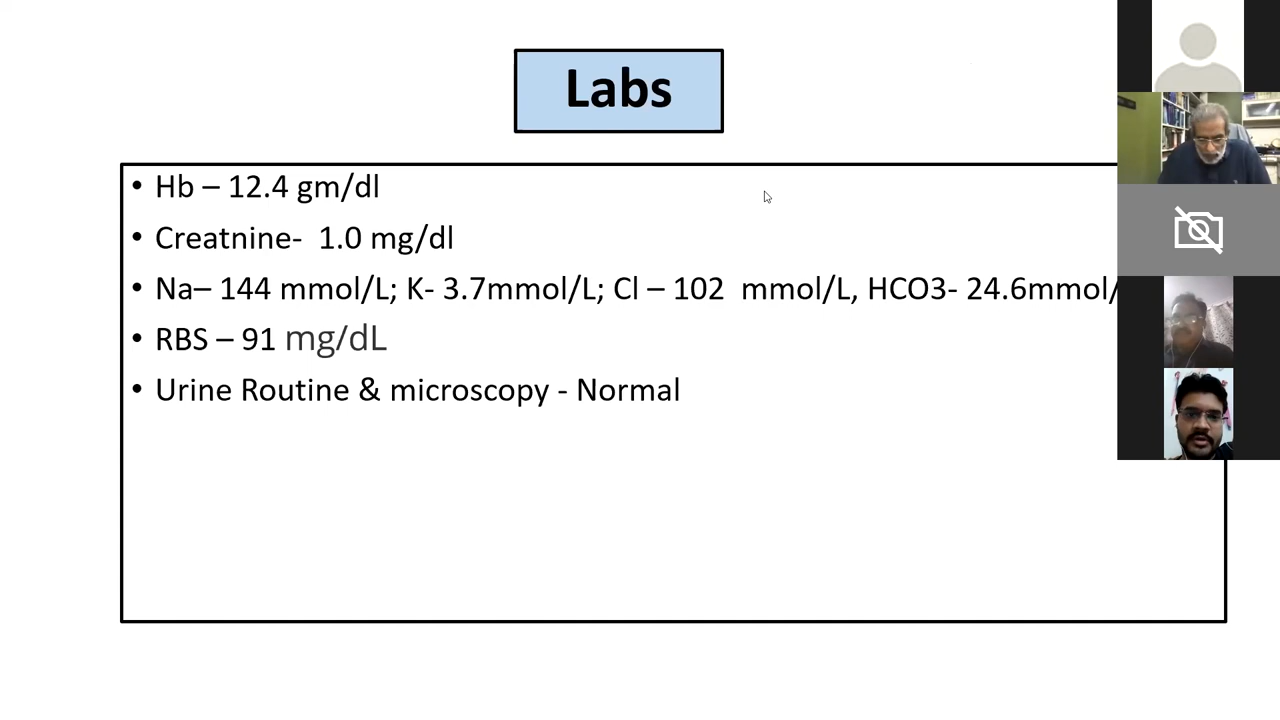 Labs
• Hb – 12.4 gm/dl
• Creatnine-  1.0 mg/dl
• Na– 144 mmol/L; K- 3.7mmol/L; Cl – 102  mmol/L, HCO3- 24.6mmol/
• RBS – 91 mg/dL
• Urine Routine & microscopy - Normal